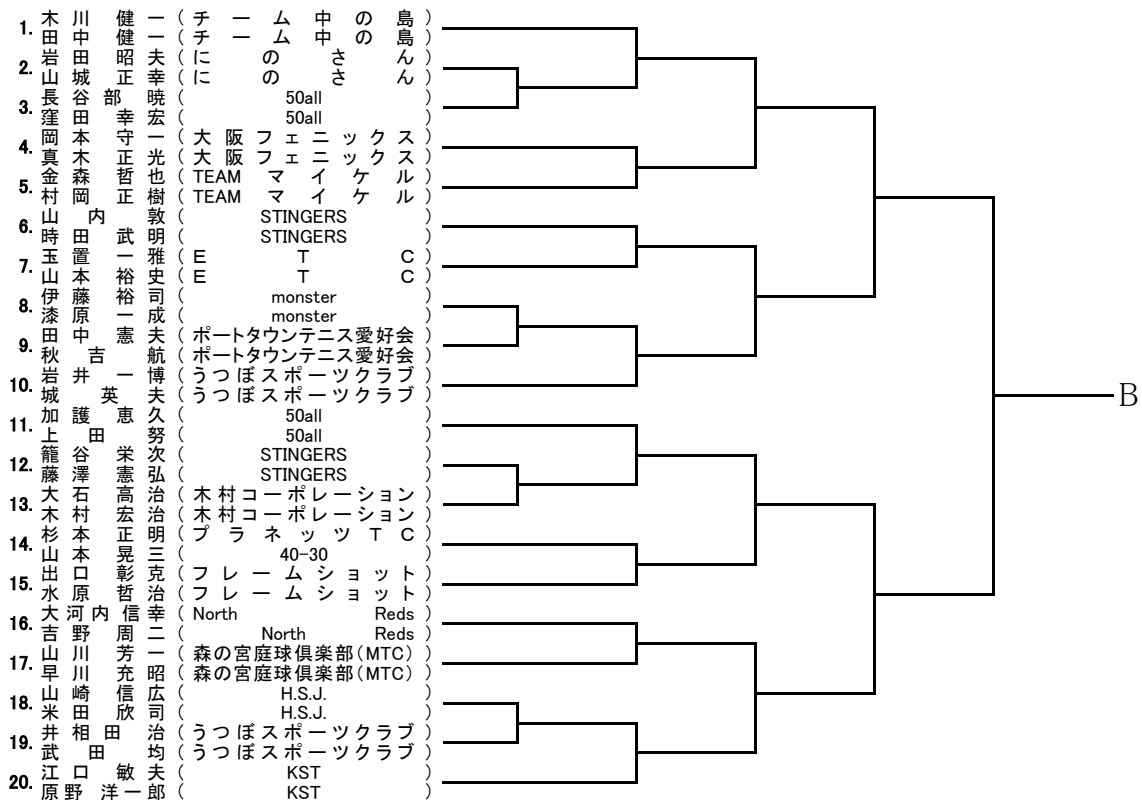 1. 木川 健一 (チーム中の島)
田中 健一 (チーム中の島)
2. 岩田 昭夫 (にのさん)
山城 正幸 (にのさん)
3. 長谷部 暁 (50all)
窪田 幸宏 (50all)
4. 岡本 守一 (大阪フェニックス)
真木 正光 (大阪フェニックス)
5. 金森 哲也 (TEAM マイケル)
村岡 正樹 (TEAM マイケル)
6. 山内 敦 (STINGERS)
時田 武明 (STINGERS)
7. 玉置 一雅 (ETC)
山本 裕史 (ETC)
8. 伊藤 裕司 (monster)
漆原 一成 (monster)
9. 田中 憲夫 (ポートタウンテニス愛好会)
秋吉 航 (ポートタウンテニス愛好会)
10. 岩井 一博 (うつぼスポーツクラブ)
城 英夫 (うつぼスポーツクラブ)
11. 加護 恵久 (50all)
上田 努 (50all)
12. 籠谷 栄次 (STINGERS)
藤澤 憲弘 (STINGERS)
13. 大石 高治 (木村コーポレーション)
木村 宏治 (木村コーポレーション)
14. 杉本 正明 (プラネッツTC)
山本 晃三 (40-30)
15. 出口 彰克 (フレームショット)
水原 哲治 (フレームショット)
16. 大河内 信幸 (North Reds)
吉野 周二 (North Reds)
17. 山川 芳一 (森の宮庭球倶楽部(MTC))
早川 充昭 (森の宮庭球倶楽部(MTC))
18. 山崎 信広 (H.S.J.)
米田 欣司 (H.S.J.)
19. 井相田 治 (うつぼスポーツクラブ)
武田 均 (うつぼスポーツクラブ)
20. 江口 敏夫 (KST)
原野 洋一郎 (KST)
B